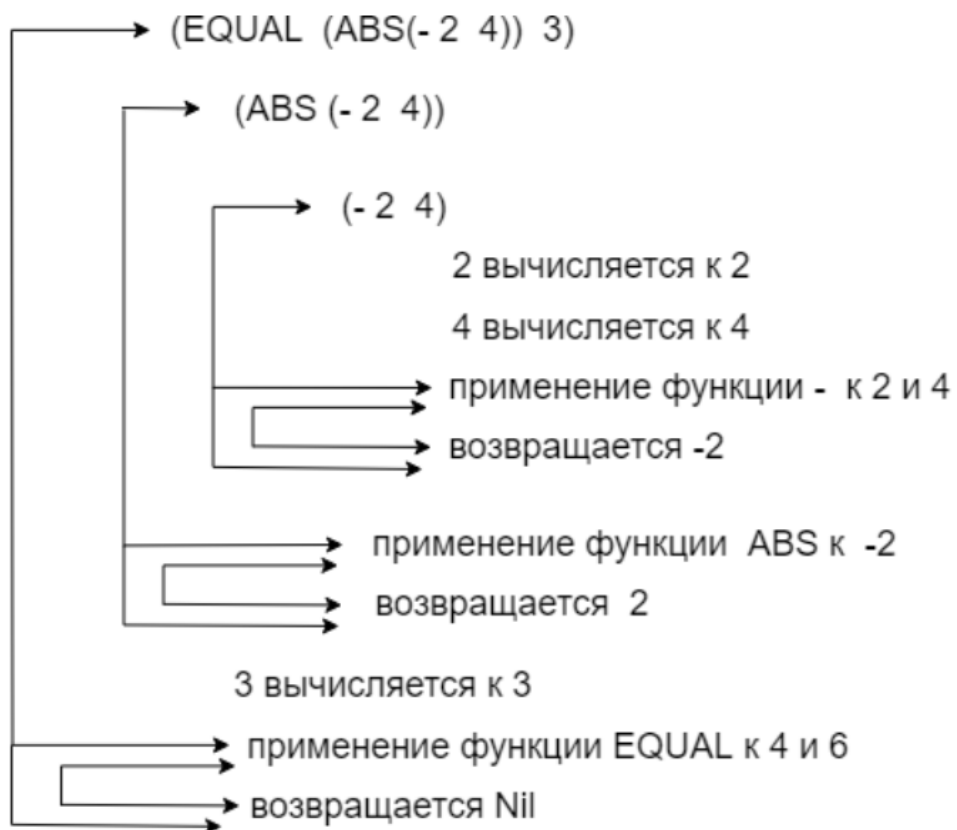 (EQUAL (ABS(- 2 4)) 3)
(ABS (- 2 4))
(- 2 4)
2 вычисляется к 2
4 вычисляется к 4
применение функции - к 2 и 4
возвращается -2
применение функции ABS к -2
возвращается 2
3 вычисляется к 3
применение функции EQUAL к 4 и 6
возвращается Nil